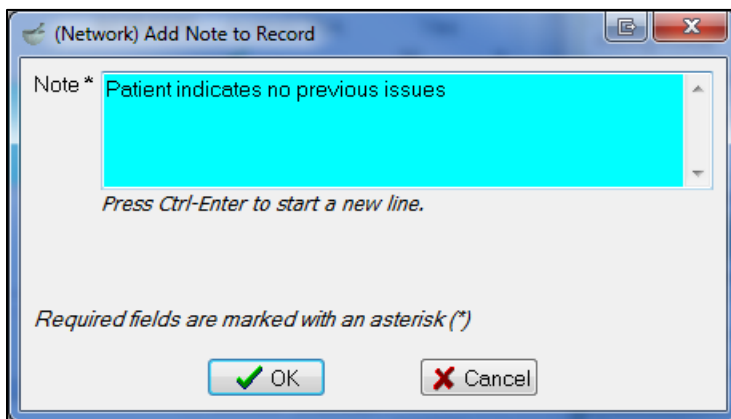 (Network) Add Note to Record
Note * Patient indicates no previous issues
Press Ctrl-Enter to start a new line.
Required fields are marked with an asterisk (*)
OK Cancel